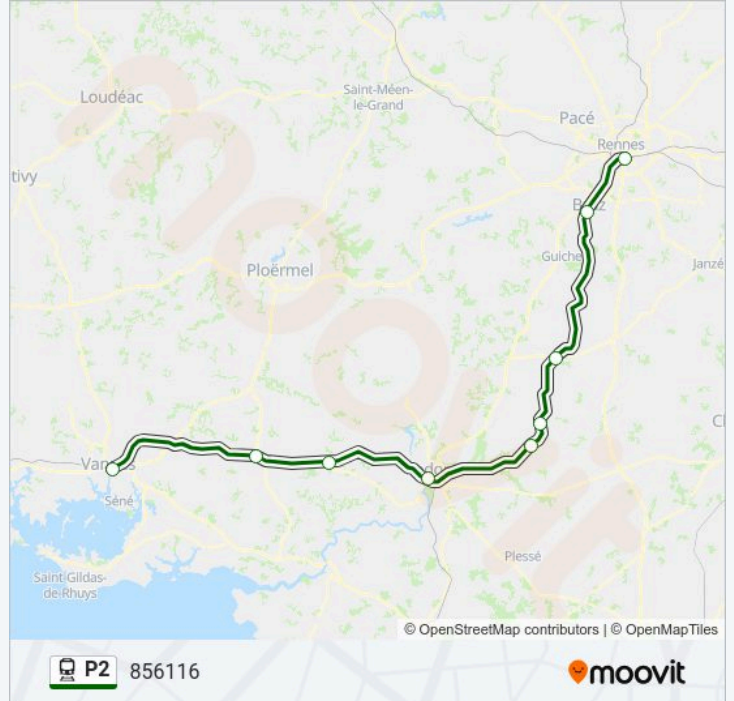 Loudéac
Saint-Méen-
le-Grand
Pacé
Rennes
tivy
Guiche
Janzé
Ploërmel
Séné
Saint-Gildas-
de-Rhuys
Plessé
© OpenStreetMap contributors | © OpenMapTiles
P2 856116
moovit